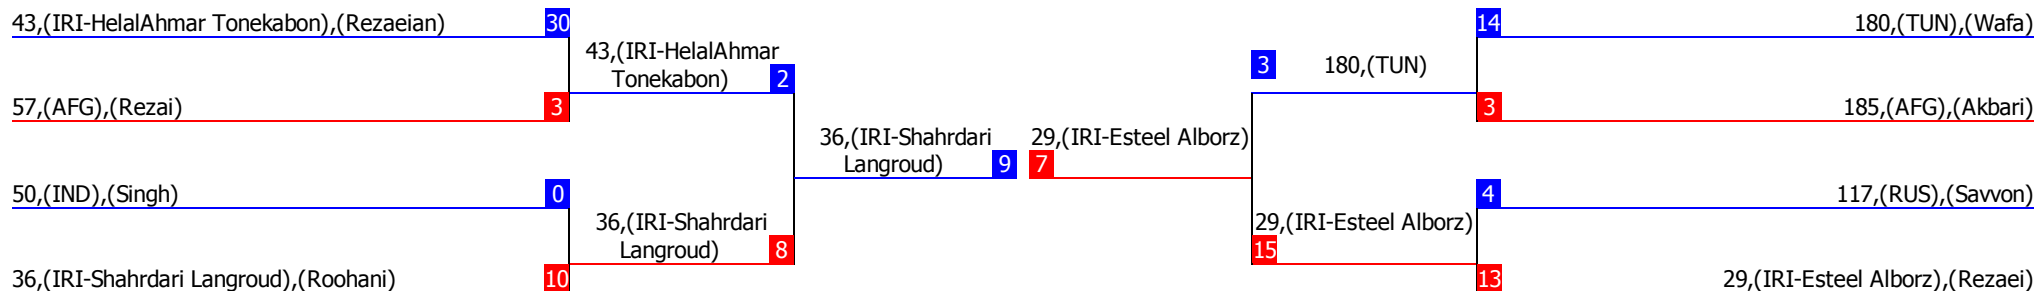 43,(IRI-HelalAhmar Tonekabon),(Rezaeian)
30
57,(AFG),(Rezai)
3
50,(IND),(Singh)
0
36,(IRI-Shahrdari Langroud),(Roohani)
10
43,(IRI-HelalAhmar
Tonekabon)
2
36,(IRI-Shahrdari
Langroud)
8
36,(IRI-Shahrdari
Langroud)
9
29,(IRI-Esteel Alborz)
7
3
180,(TUN)
29,(IRI-Esteel Alborz)
15
14
180,(TUN),(Wafa)
3
185,(AFG),(Akbari)
4
117,(RUS),(Savvon)
13
29,(IRI-Esteel Alborz),(Rezaei)